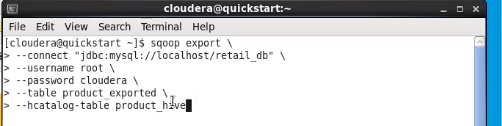 cloudera@quickstart:~
File Edit View Search Terminal Help
[cloudera@quickstart ~]$ sqoop export \
> --connect "jdbc:mysql://localhost/retail_db" \
> --username root \
> --password cloudera \
> --table product_exported \
> --hcatalog-table product_hive